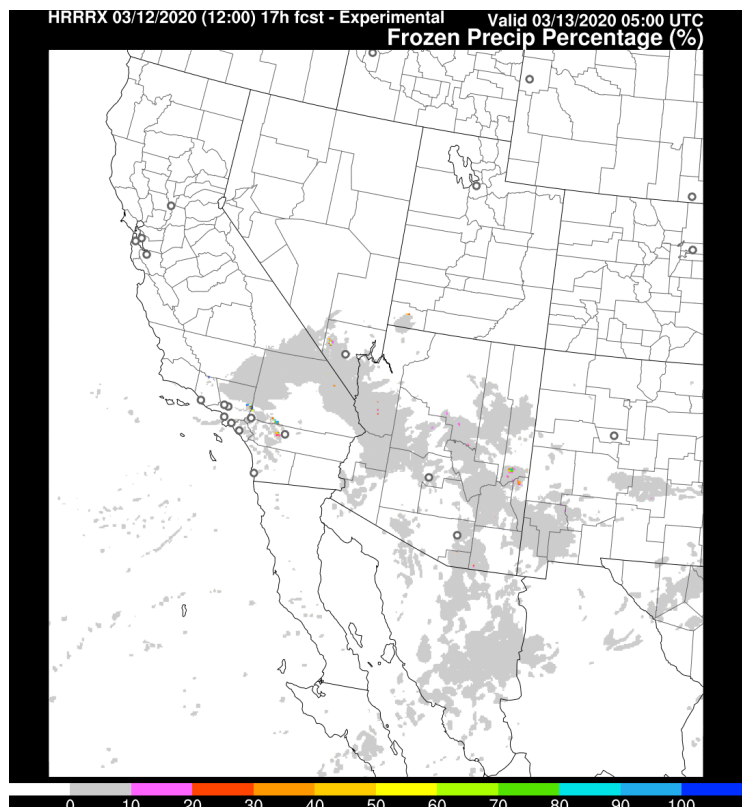 HRRRX 03/12/2020 (12:00) 17h fcst - Experimental Valid 03/13/2020 05:00 UTC
Frozen Precip Percentage (%)
0 10 20 30 40 50 60 70 80 90 100